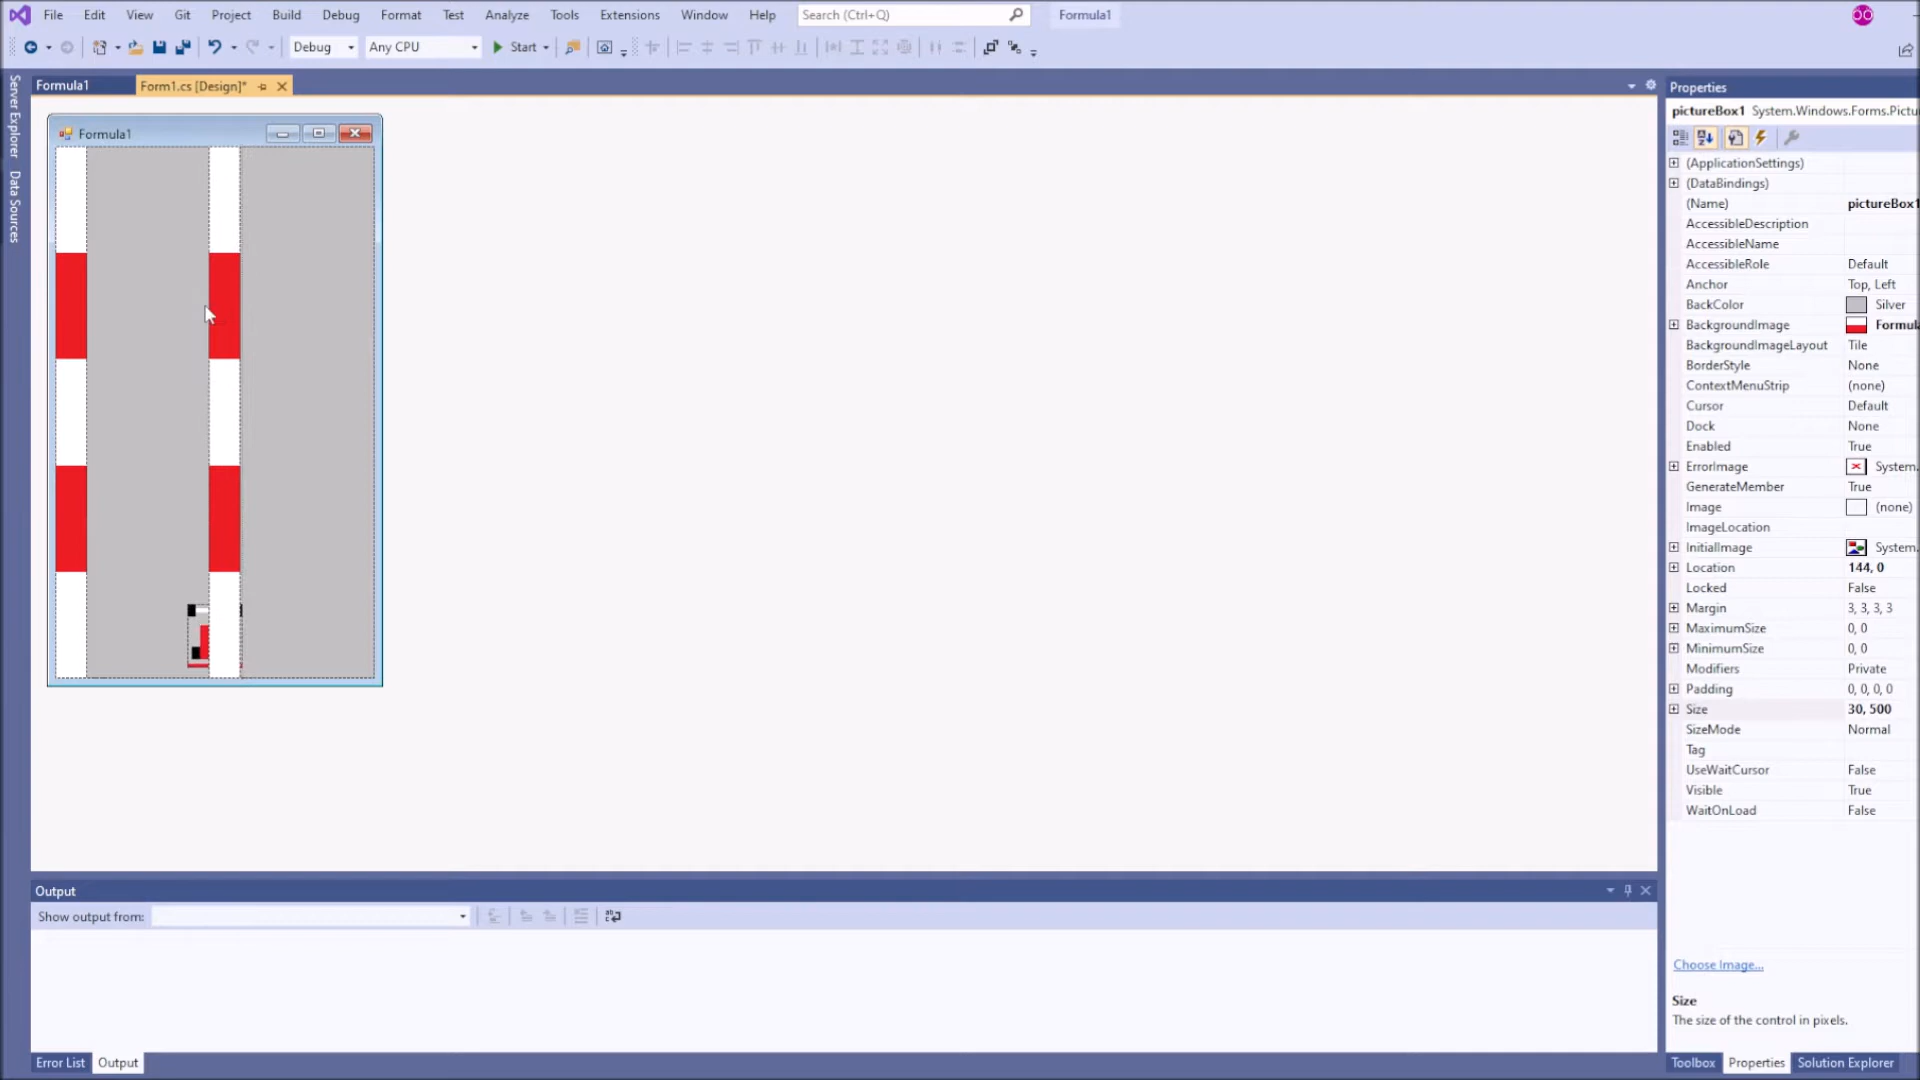 File Edit View Git Project Build Debug Format Test Analyze Tools Extensions Window Help Search (Ctrl+Q) Formula1
Debug Any CPU Start
Server Explorer
Data Sources
Formula1 Form1.cs [Design]*
Formula1
Properties
pictureBox1 System.Windows.Forms.Pictu
(ApplicationSettings)
(DataBindings)
(Name) pictureBox1
AccessibleDescription
AccessibleName
AccessibleRole Default
Anchor Top, Left
BackColor Silver
BackgroundImage Formula
BackgroundImageLayout Tile
BorderStyle None
ContextMenuStrip (none)
Cursor Default
Dock None
Enabled True
ErrorImage System.
GenerateMember True
Image (none)
ImageLocation
InitialImage System.
Location 144, 0
Locked False
Margin 3, 3, 3, 3
MaximumSize 0, 0
MinimumSize 0, 0
Modifiers Private
Padding 0, 0, 0, 0
Size 30, 500
SizeMode Normal
Tag
UseWaitCursor False
Visible True
WaitOnLoad False
Choose Image...
Size
The size of the control in pixels.
Toolbox Properties Solution Explorer
Output
Show output from:
Error List Output